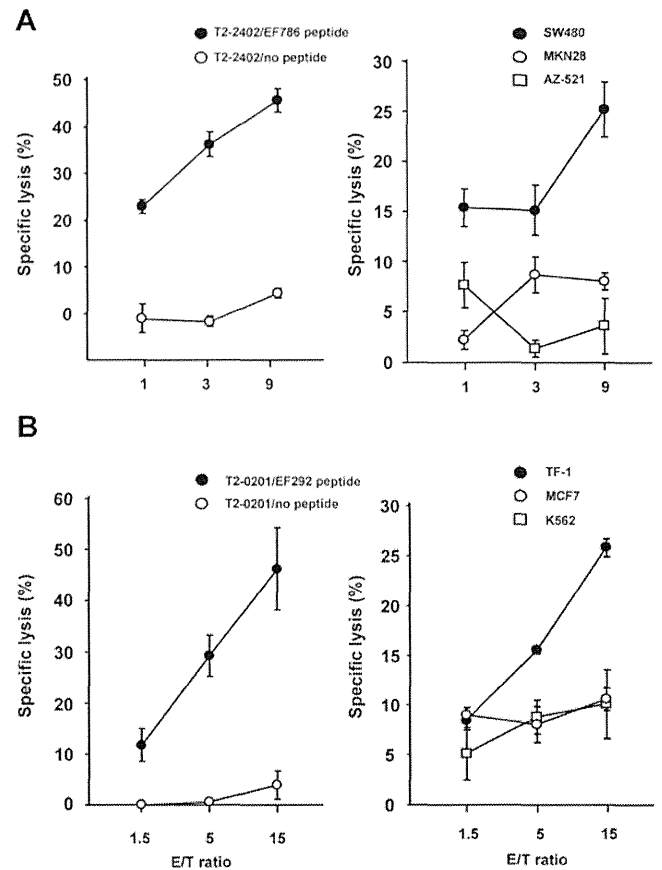 A
T2-2402/EF786 peptide
T2-2402/no peptide
SW480
MKN28
AZ-521
Specific lysis (%)
50
40
30
20
10
0
1 3 9
Specific lysis (%)
30
25
20
15
10
5
0
1 3 9
B
T2-0201/EF292 peptide
T2-0201/no peptide
TF-1
MCF7
K562
Specific lysis (%)
60
50
40
30
20
10
0
1.5 5 15
E/T ratio
Specific lysis (%)
30
25
20
15
10
5
0
1.5 5 15
E/T ratio